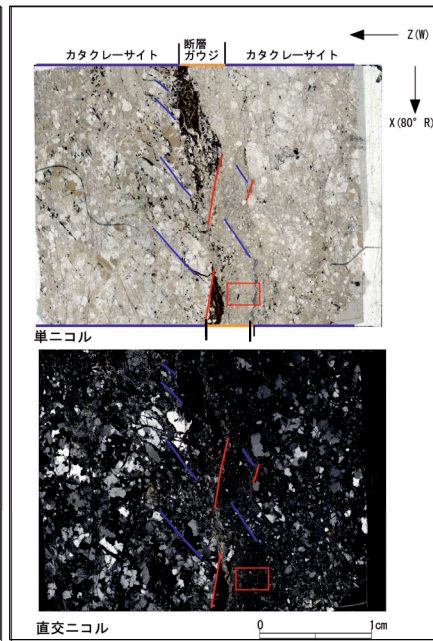 カタクレーサイト 断層ガウジ カタクレーサイト
Z(W)
X(80° R)
単ニコル
直交ニコル
0 1cm